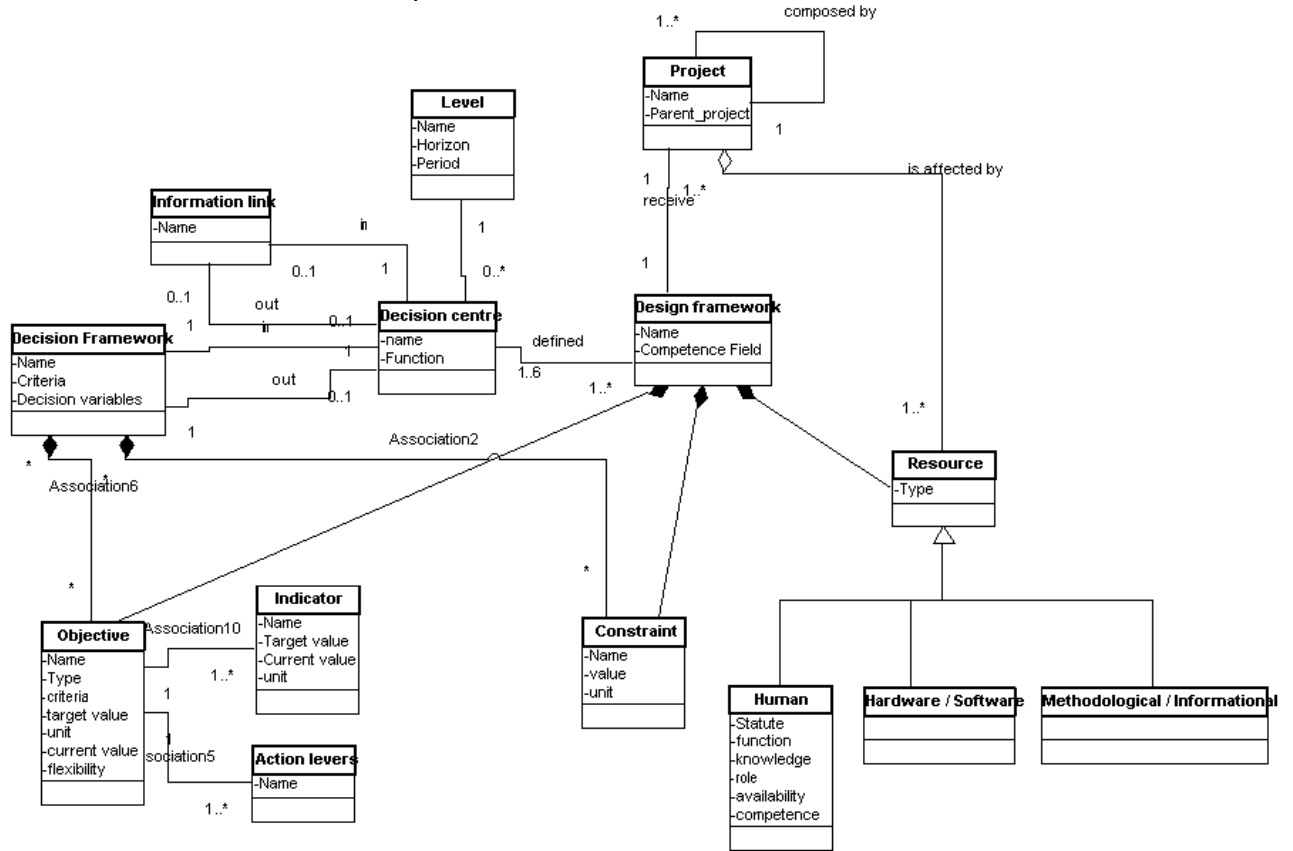 composed by
1..*
Project
-Name
-Parent_project
1
is affected by
1
1..*
receive
1
Level
-Name
-Horizon
-Period
1
0..*
Information link
-Name
in
0..1
1
0..1
out
0..1
1
in
Decision Framework
-Name
-Criteria
-Decision variables
1
out
0..1
1
Decision centre
-name
-Function
defined
1..6
1..*
Design framework
-Name
-Competence Field
1..*
Resource
-Type
Association2
*
*
Association6
*
*
Objective
-Name
-Type
-criteria
-target value
-unit
-current value
-flexibility
Association10
1..*
1
1
sociation5
1..*
Indicator
-Name
-Target value
-Current value
-unit
Action levers
-Name
Constraint
-Name
-value
-unit
Human
-Statute
-function
-knowledge
-role
-availability
-competence
Hardware / Software
Methodological / Informational